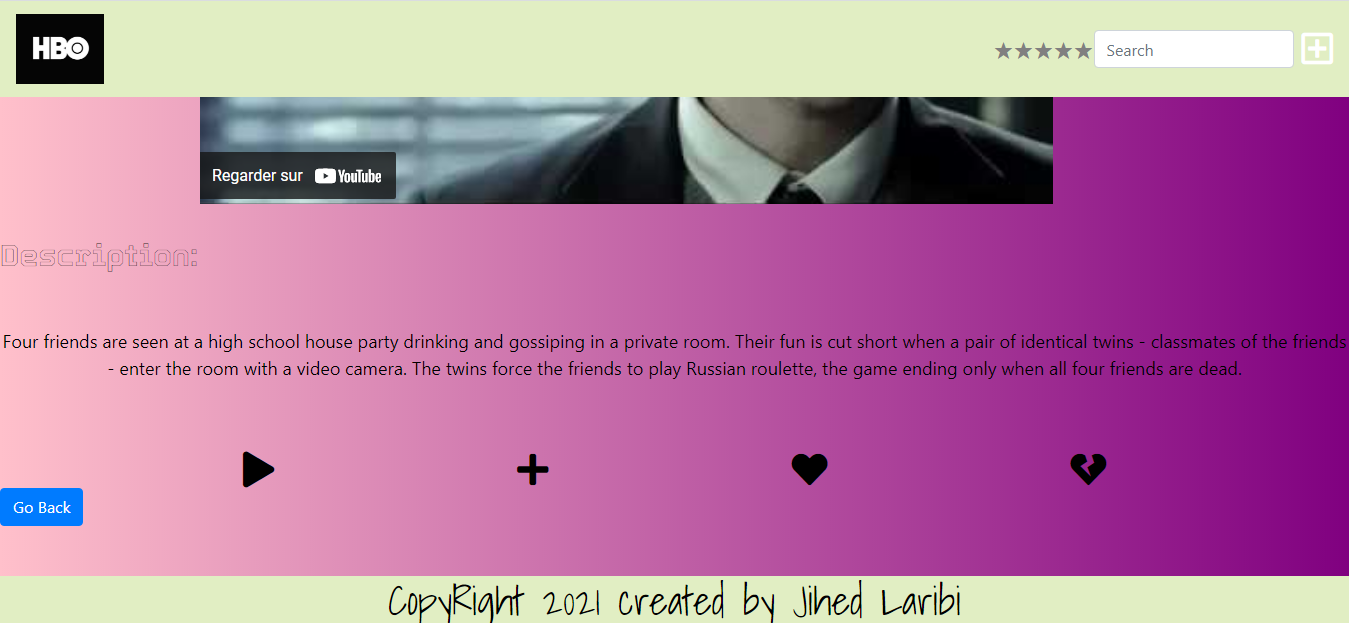 HBO
Search
Regarder sur YouTube
Description:
Four friends are seen at a high school house party drinking and gossiping in a private room. Their fun is cut short when a pair of identical twins - classmates of the friends
- enter the room with a video camera. The twins force the friends to play Russian roulette, the game ending only when all four friends are dead.
Go Back
CopyRight 2021 created by Jihed Laribi